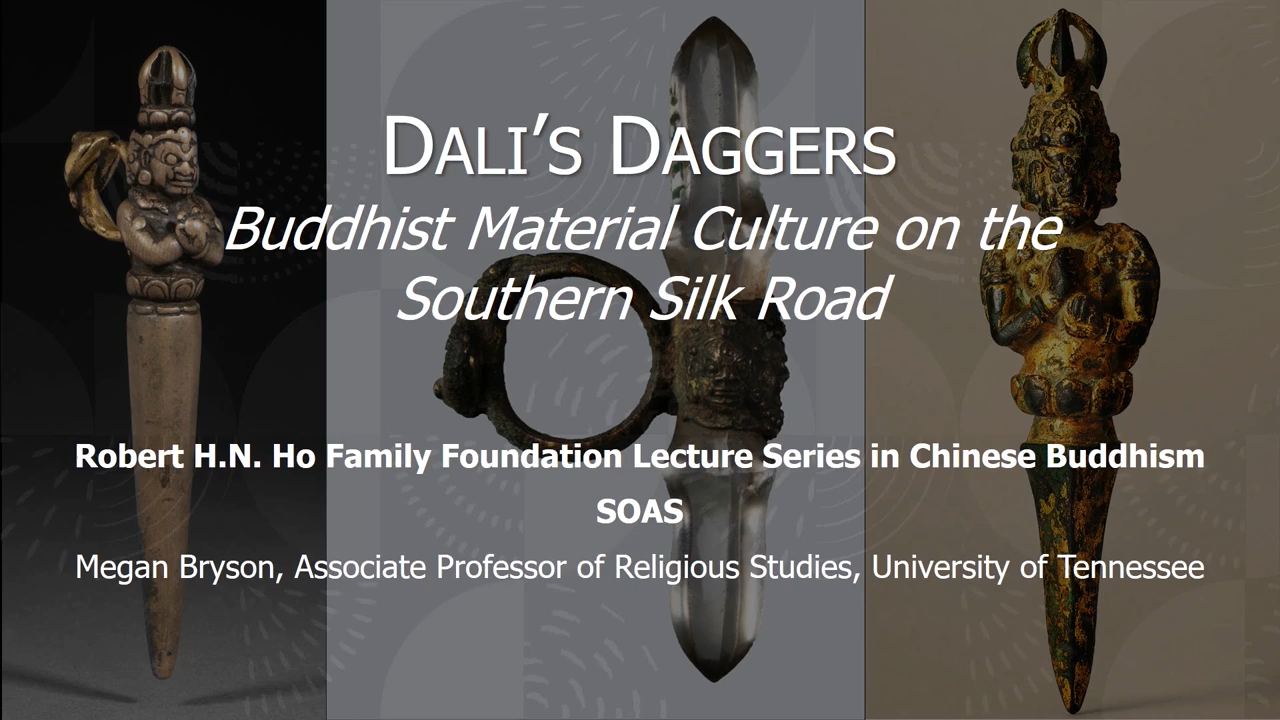 DALI'S DAGGERS
Buddhist Material Culture on the
Southern Silk Road
Robert H.N. Ho Family Foundation Lecture Series in Chinese Buddhism
SOAS
Megan Bryson, Associate Professor of Religious Studies, University of Tennessee